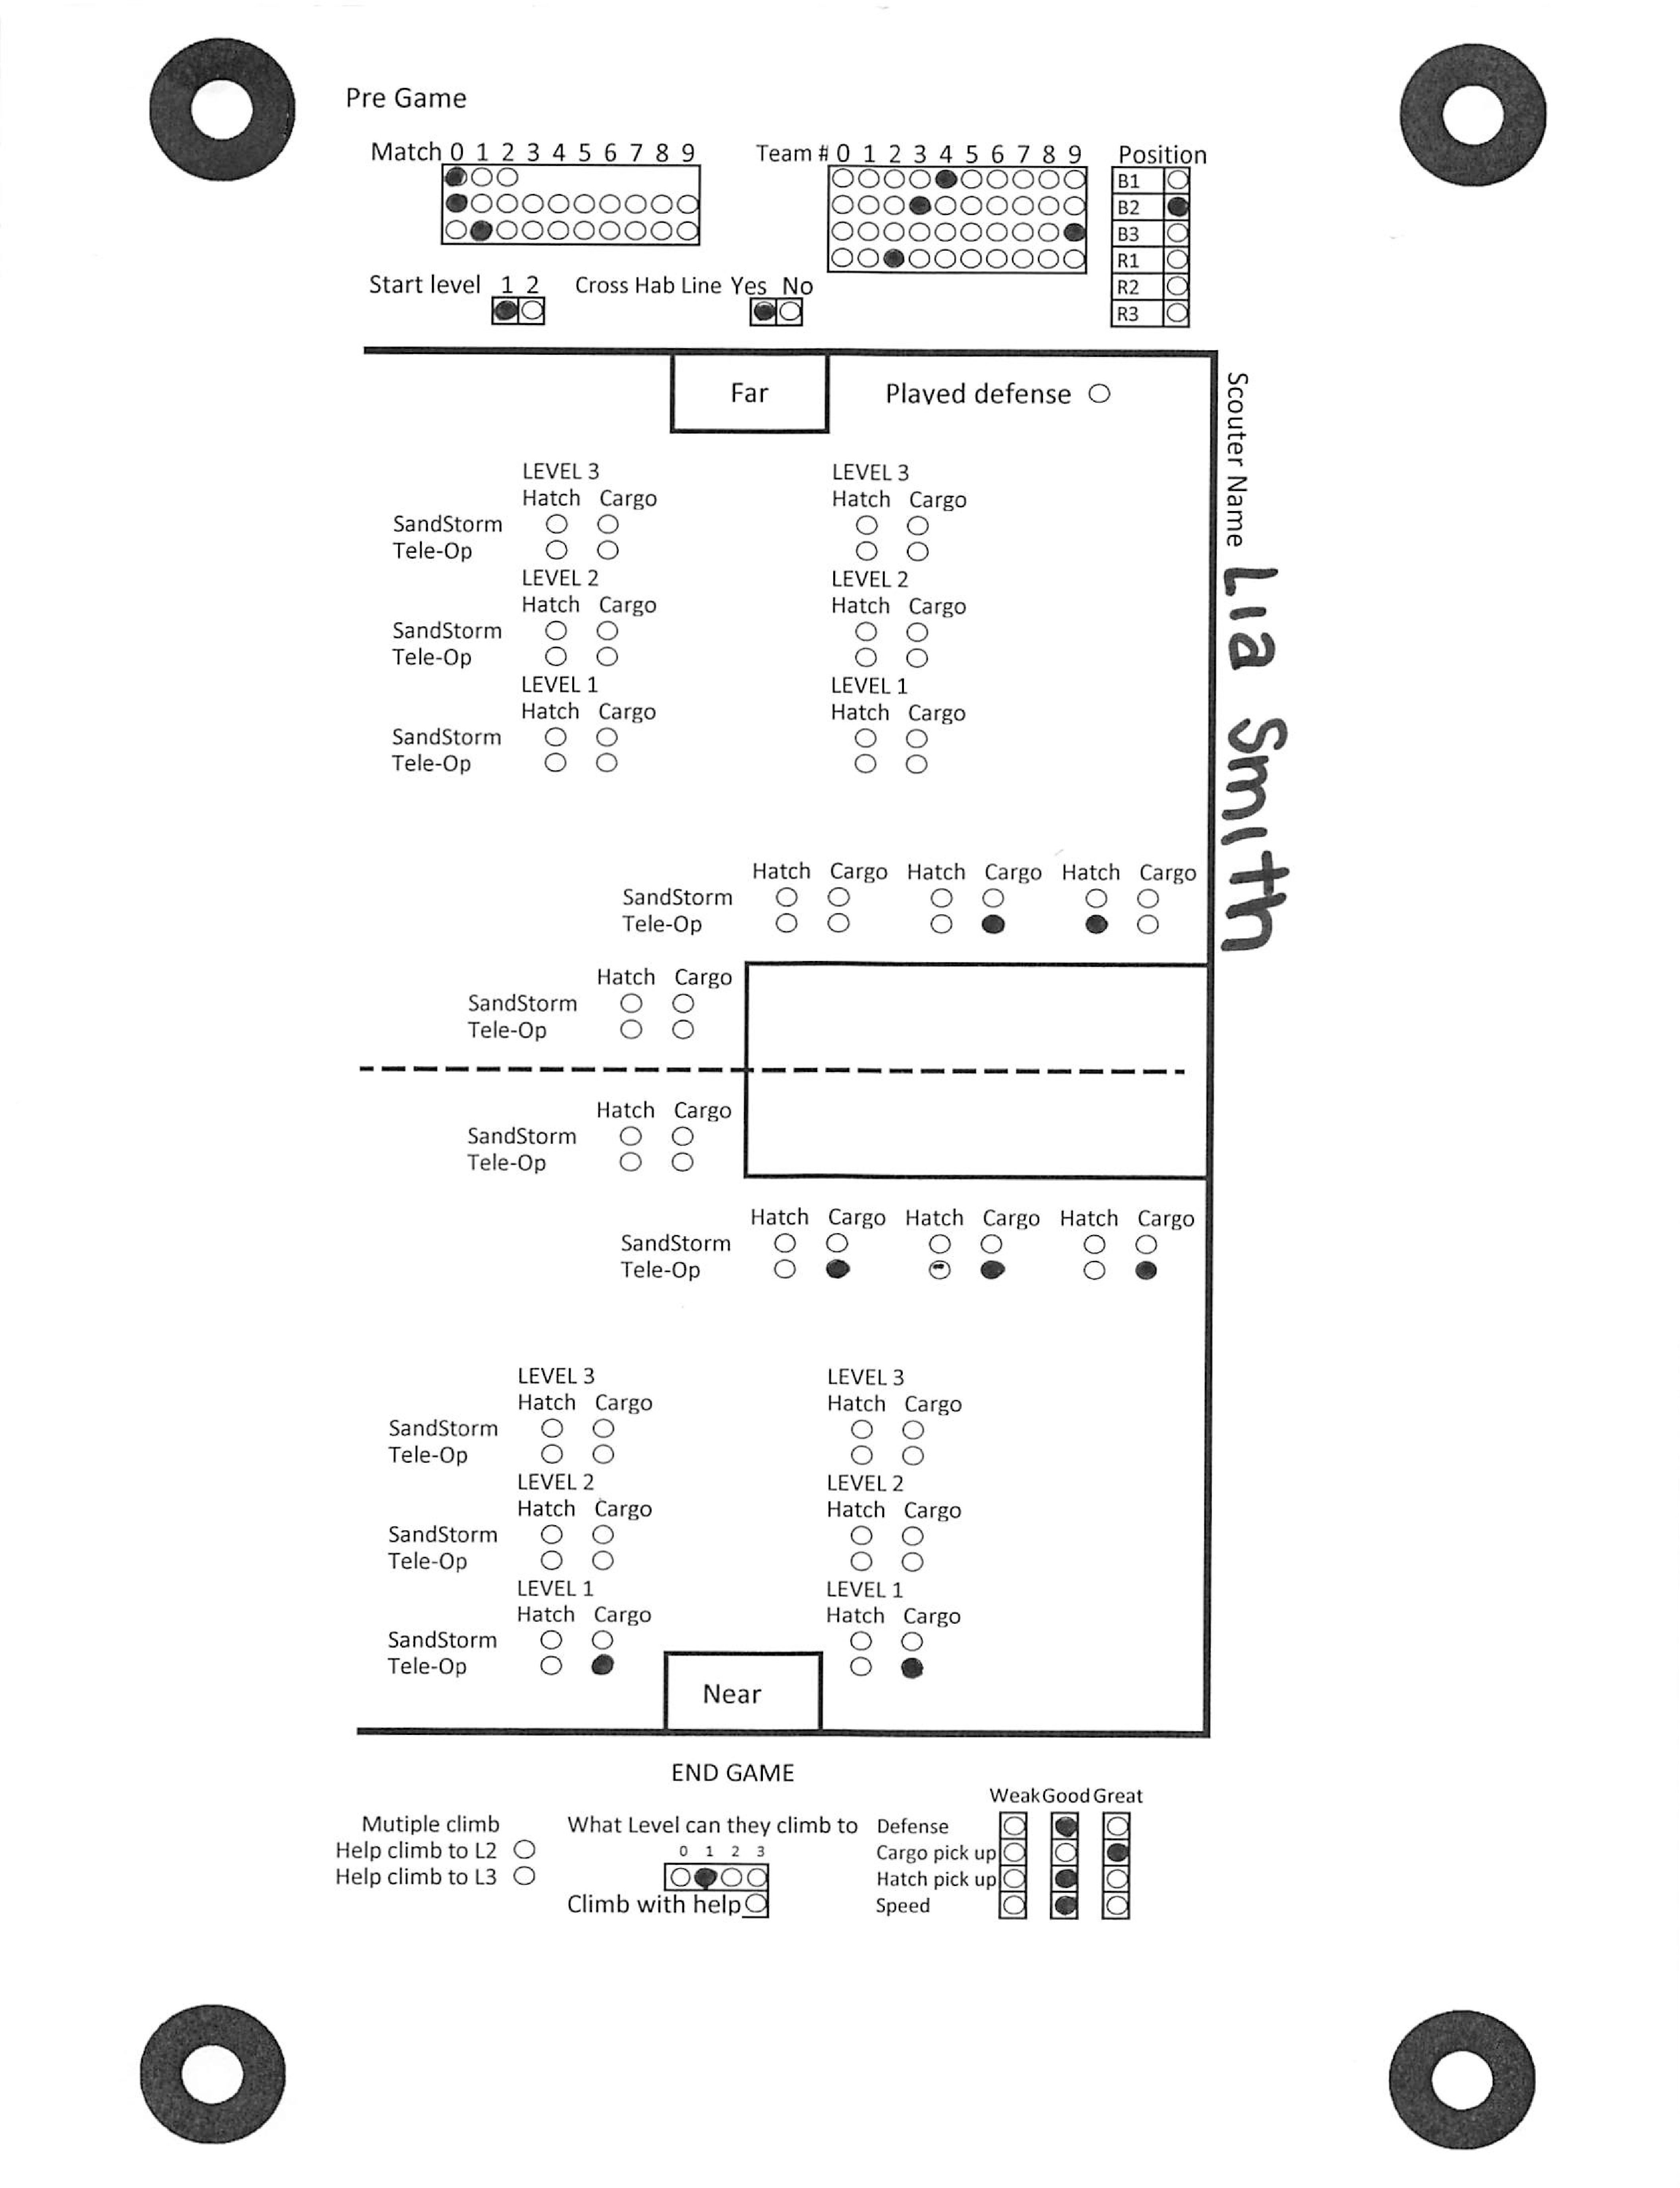 Pre Game
Match 0 1 2 3 4 5 6 7 8 9
Team # 0 1 2 3 4 5 6 7 8 9
Position
B1
B2
B3
R1
R2
R3
Start level 1 2
Cross Hab Line Yes No
Far
Played defense
Scouter Name Lia Smith
LEVEL 3 LEVEL 3
Hatch Cargo Hatch Cargo
SandStorm
Tele-Op
LEVEL 2 LEVEL 2
Hatch Cargo Hatch Cargo
SandStorm
Tele-Op
LEVEL 1 LEVEL 1
Hatch Cargo Hatch Cargo
SandStorm
Tele-Op
Hatch Cargo Hatch Cargo Hatch Cargo
SandStorm
Tele-Op
Hatch Cargo
SandStorm
Tele-Op
Hatch Cargo
SandStorm
Tele-Op
Hatch Cargo Hatch Cargo Hatch Cargo
SandStorm
Tele-Op
LEVEL 3 LEVEL 3
Hatch Cargo Hatch Cargo
SandStorm
Tele-Op
LEVEL 2 LEVEL 2
Hatch Cargo Hatch Cargo
SandStorm
Tele-Op
LEVEL 1 LEVEL 1
Hatch Cargo Hatch Cargo
SandStorm
Tele-Op
Near
END GAME
Mutiple climb
Help climb to L2
Help climb to L3
What Level can they climb to
0 1 2 3
Climb with help
Weak Good Great
Defense
Cargo pick up
Hatch pick up
Speed